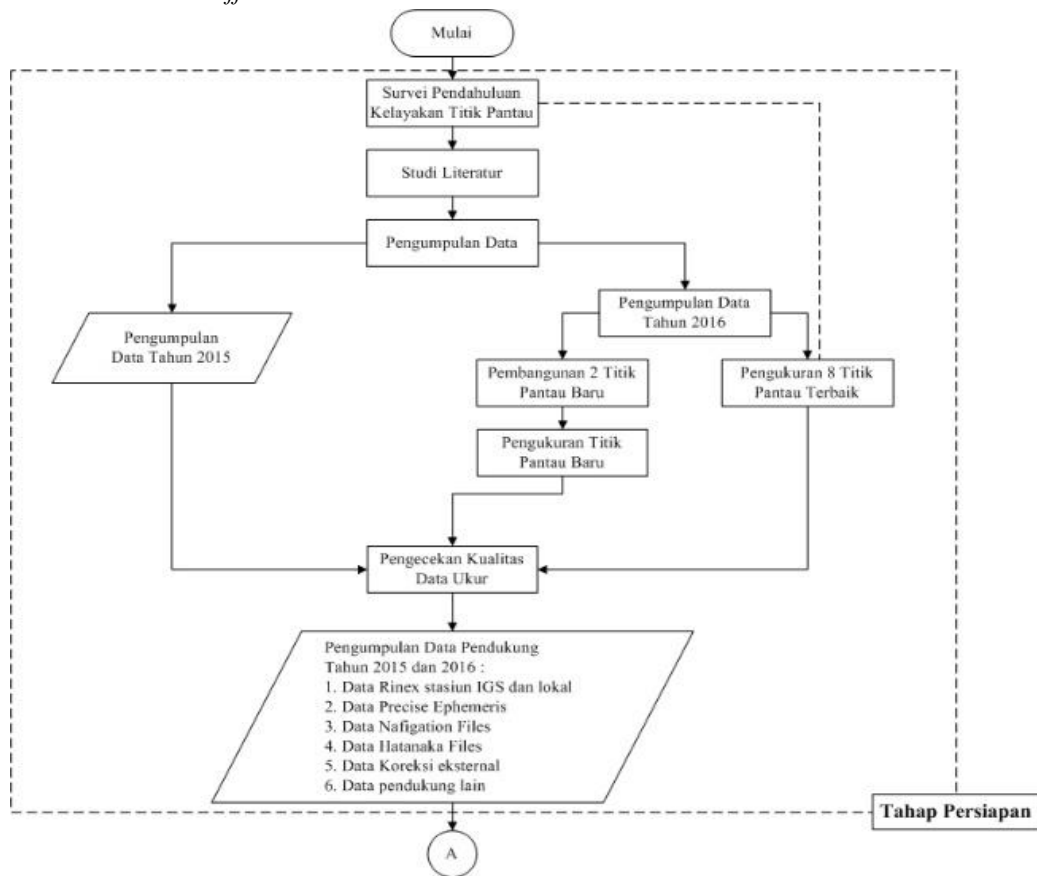 Mulai
Survei Pendahuluan
Kelayakan Titik Pantau
Studi Literatur
Pengumpulan Data
Pengumpulan Data
Tahun 2016
Pengumpulan
Data Tahun 2015
Pembangunan 2 Titik
Pantau Baru
Pengukuran 8 Titik
Pantau Terbaik
Pengukuran Titik
Pantau Baru
Pengecekan Kualitas
Data Ukur
Pengumpulan Data Pendukung
Tahun 2015 dan 2016 :
1. Data Rinex stasiun IGS dan lokal
2. Data Precise Ephemeris
3. Data Nafigation Files
4. Data Hatanaka Files
5. Data Koreksi eksternal
6. Data pendukung lain
Tahap Persiapan
A